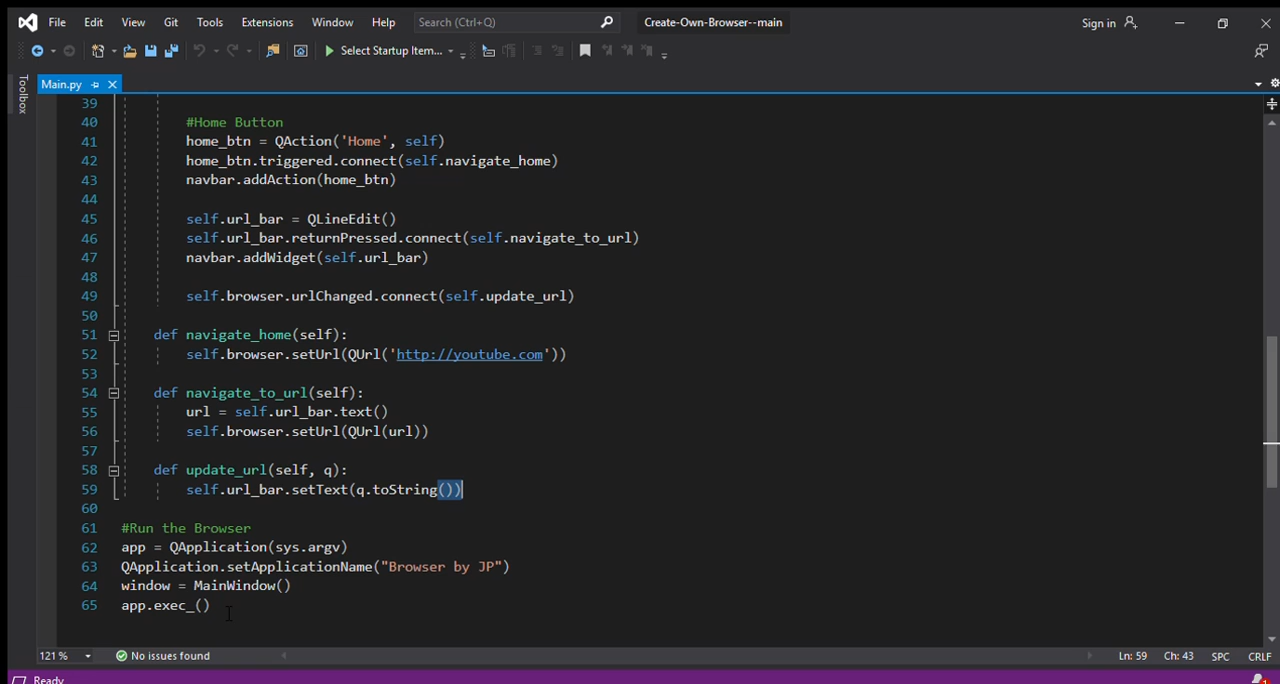 File Edit View Git Tools Extensions Window Help Search (Ctrl+Q) Create-Own-Browser--main Sign in
Select Startup Item...
Toolbox
Main.py
39
40 #Home Button
41 home_btn = QAction('Home', self)
42 home_btn.triggered.connect(self.navigate_home)
43 navbar.addAction(home_btn)
44
45 self.url_bar = QLineEdit()
46 self.url_bar.returnPressed.connect(self.navigate_to_url)
47 navbar.addWidget(self.url_bar)
48
49 self.browser.urlChanged.connect(self.update_url)
50
51 def navigate_home(self):
52 self.browser.setUrl(QUrl('http://youtube.com'))
53
54 def navigate_to_url(self):
55 url = self.url_bar.text()
56 self.browser.setUrl(QUrl(url))
57
58 def update_url(self, q):
59 self.url_bar.setText(q.toString())
60
61 #Run the Browser
62 app = QApplication(sys.argv)
63 QApplication.setApplicationName("Browser by JP")
64 window = MainWindow()
65 app.exec_()
121 % No issues found Ln: 59 Ch: 43 SPC CRLF
Ready 1